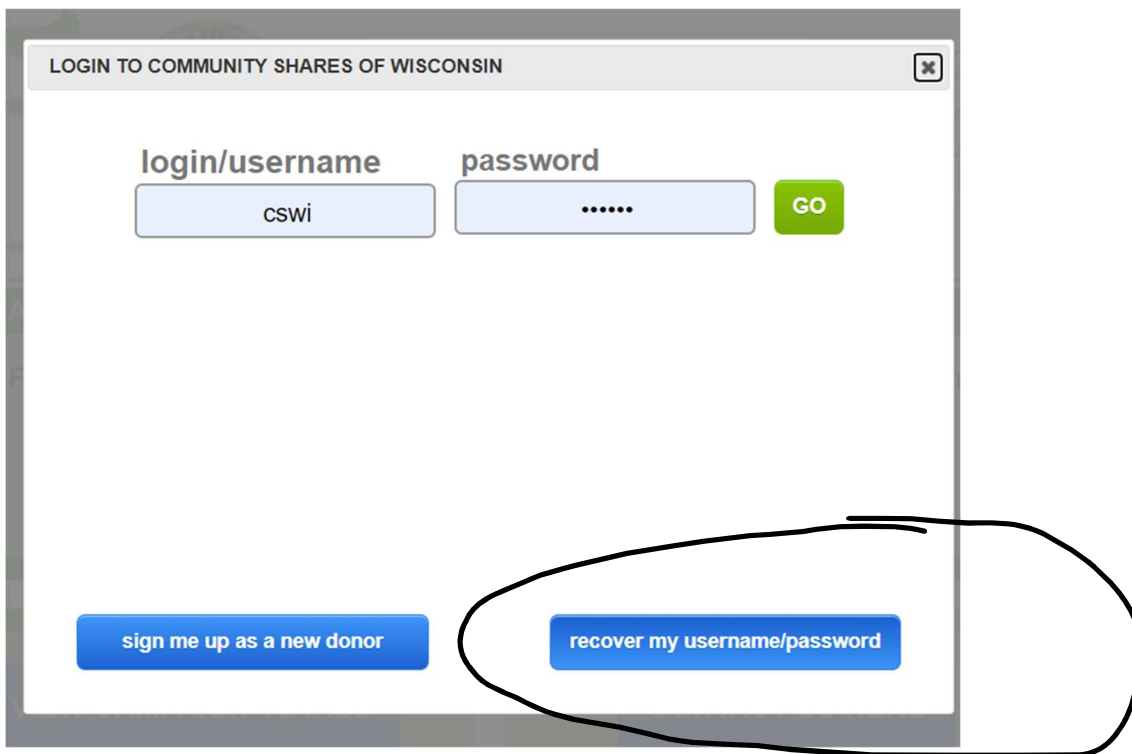 LOGIN TO COMMUNITY SHARES OF WISCONSIN
login/username password
cswi ••••••
GO
sign me up as a new donor
recover my username/password